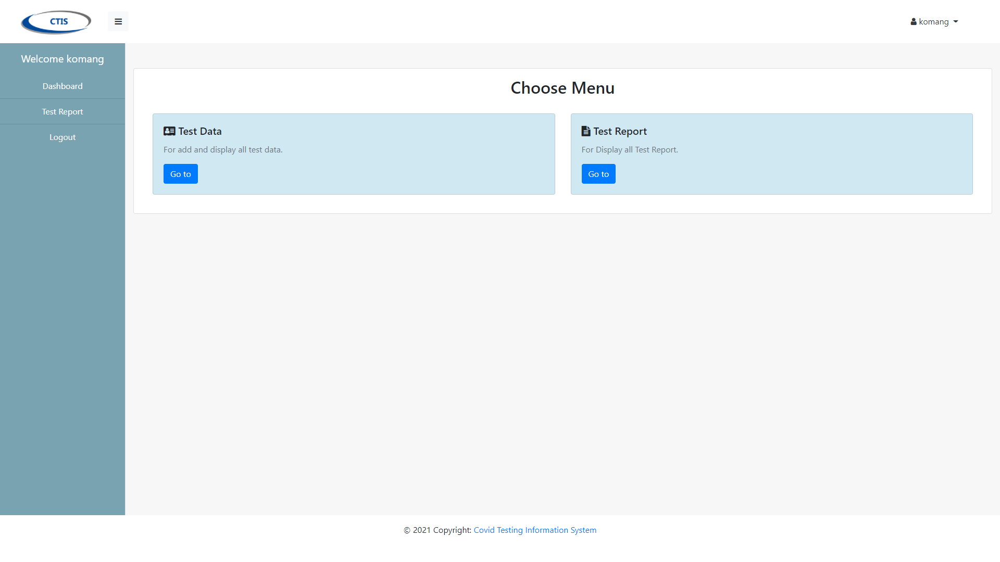 CTIS
komang
Welcome komang
Dashboard
Test Report
Logout
Choose Menu
Test Data
For add and display all test data.
Go to
Test Report
For Display all Test Report.
Go to
© 2021 Copyright: Covid Testing Information System